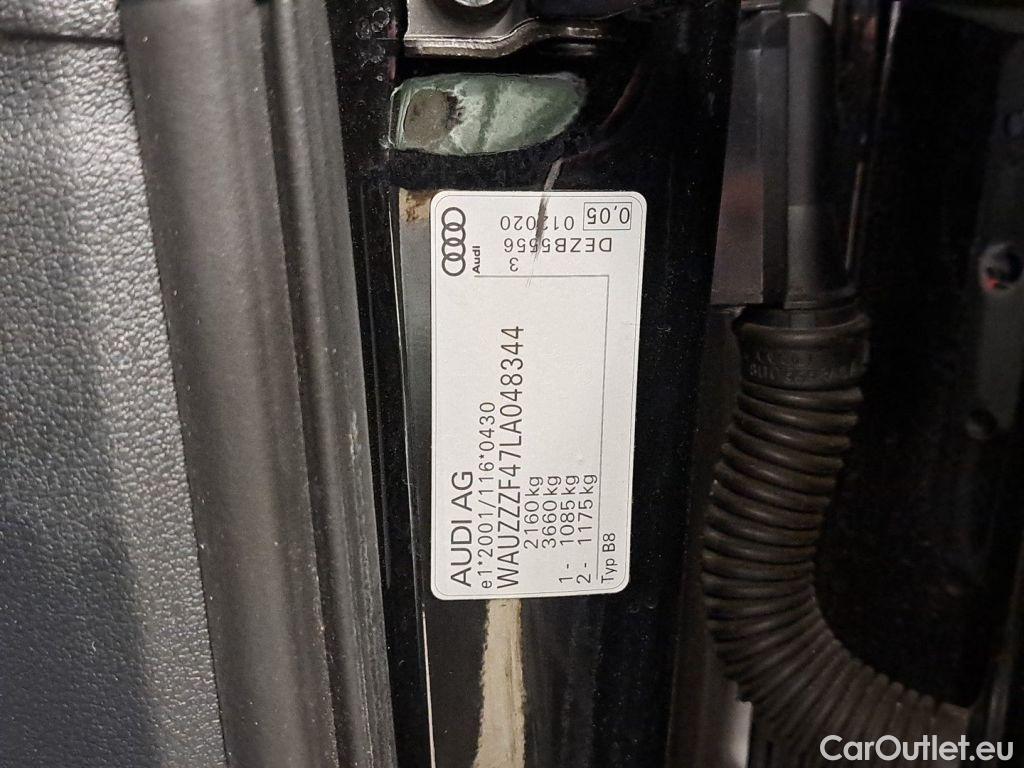 AUDI AG
e1*2001/116*0430
WAUZZZF47LA048344
2160kg
3660kg
1 - 1085kg
2 - 1175kg
Typ B8
Audi
3
DEZB5556
0,05
CarOutlet.eu